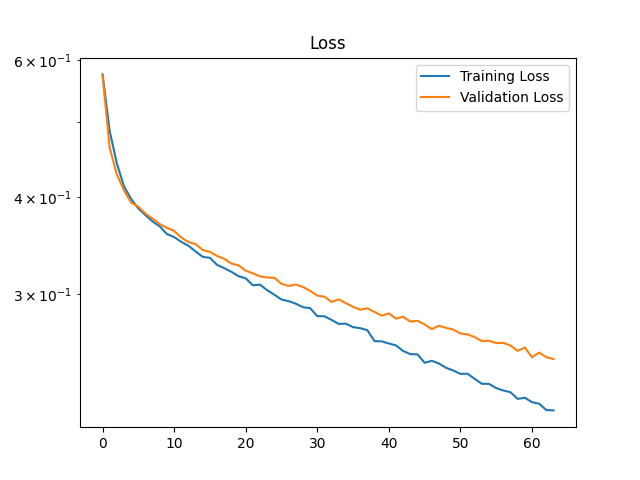 Loss
6 × 10⁻¹
4 × 10⁻¹
3 × 10⁻¹
Training Loss
Validation Loss
0 10 20 30 40 50 60